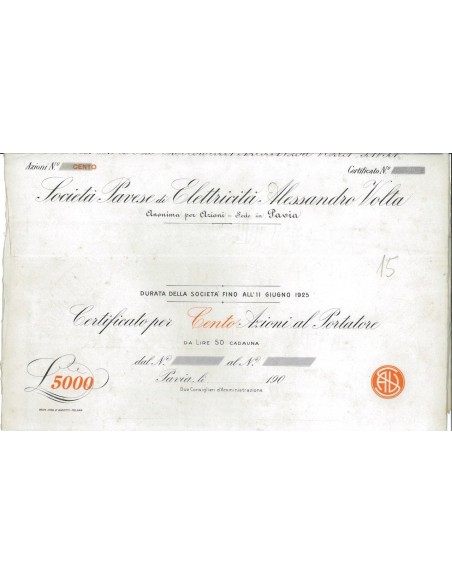 Azioni N.º CENTO
Certificato N.º
Società Pavese di Elettricità Alessandro Volta
Anonima per Azioni - Sede in Pavia
15
DURATA DELLA SOCIETÀ FINO ALL'11 GIUGNO 1925
Certificato per Cento Azioni al Portatore
DA LIRE 50 CADAUNA
dal N.º al N.º
L 5000
Pavia, li 190
Due Consiglieri d'Amministrazione